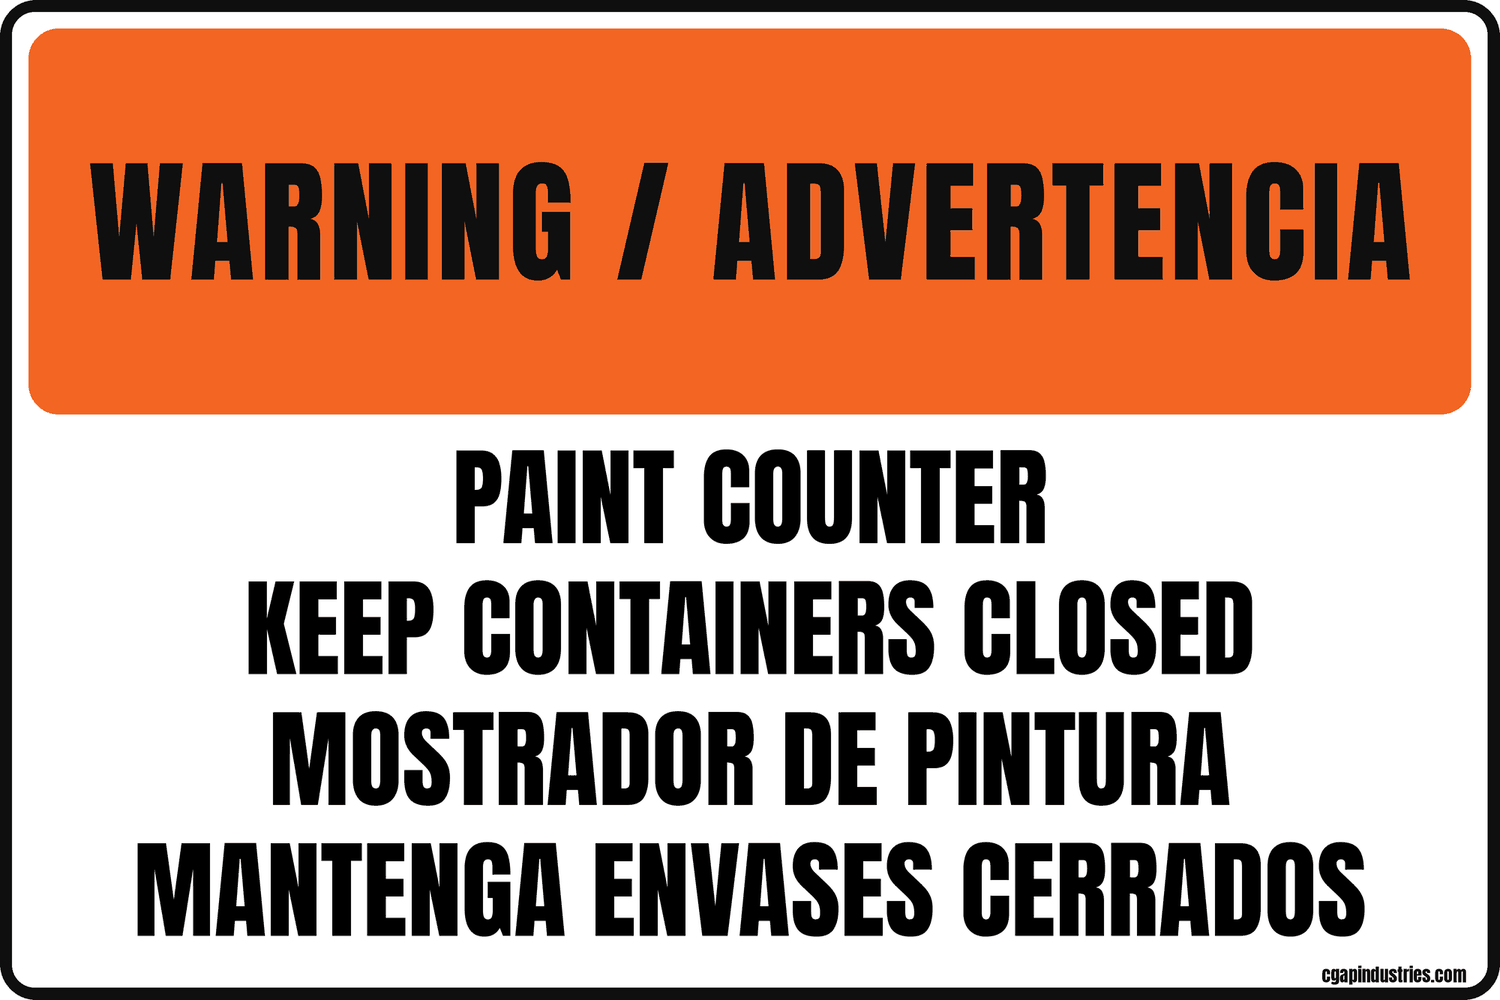 WARNING / ADVERTENCIA
PAINT COUNTER
KEEP CONTAINERS CLOSED
MOSTRADOR DE PINTURA
MANTENGA ENVASES CERRADOS
cgapindustries.com